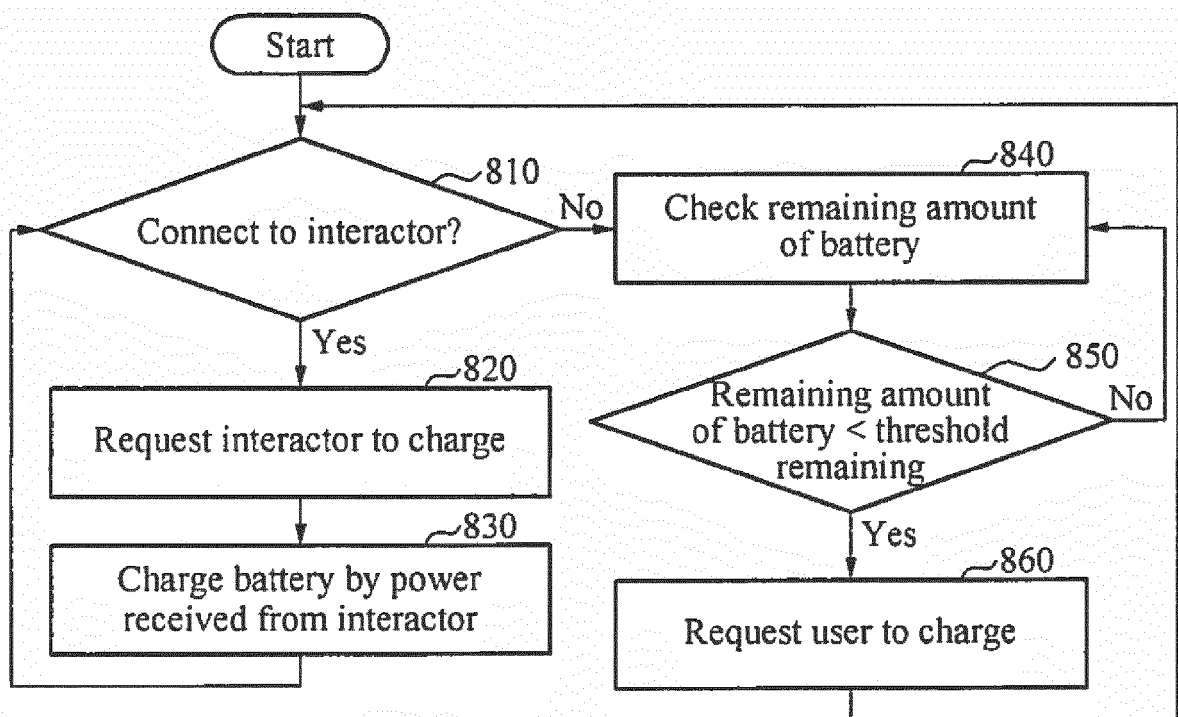 Start
810
Connect to interactor?
No
Yes
820
Request interactor to charge
830
Charge battery by power
received from interactor
840
Check remaining amount
of battery
850
Remaining amount
of battery < threshold
remaining
No
Yes
860
Request user to charge